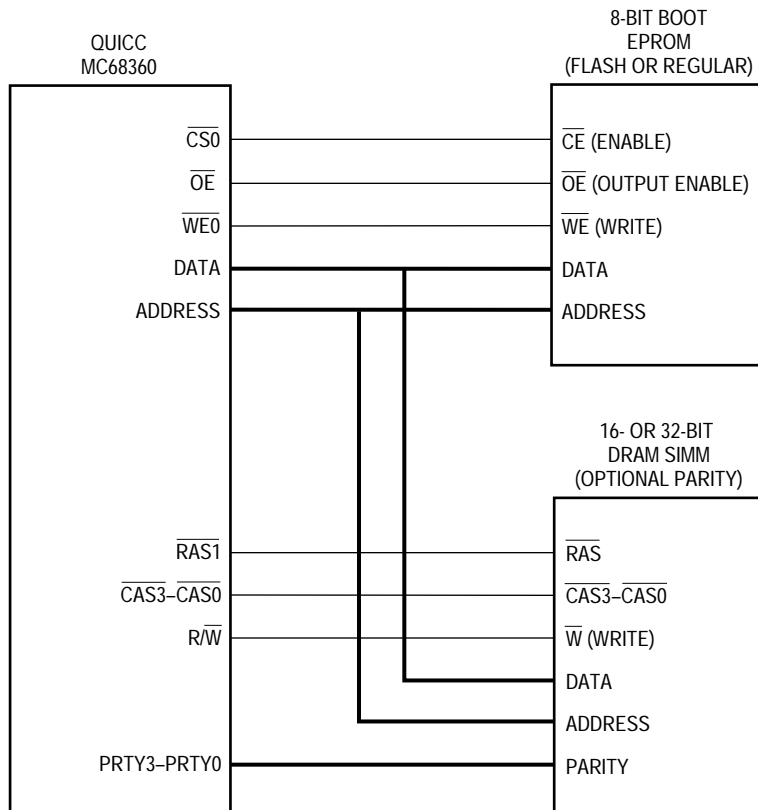 QUICC
MC68360
8-BIT BOOT
EPROM
(FLASH OR REGULAR)
CS0
CE (ENABLE)
OE
OE (OUTPUT ENABLE)
WE0
WE (WRITE)
DATA
DATA
ADDRESS
ADDRESS
16- OR 32-BIT
DRAM SIMM
(OPTIONAL PARITY)
RAS1
RAS
CAS3–CAS0
CAS3–CAS0
R/W
W (WRITE)
DATA
ADDRESS
PRTY3–PRTY0
PARITY